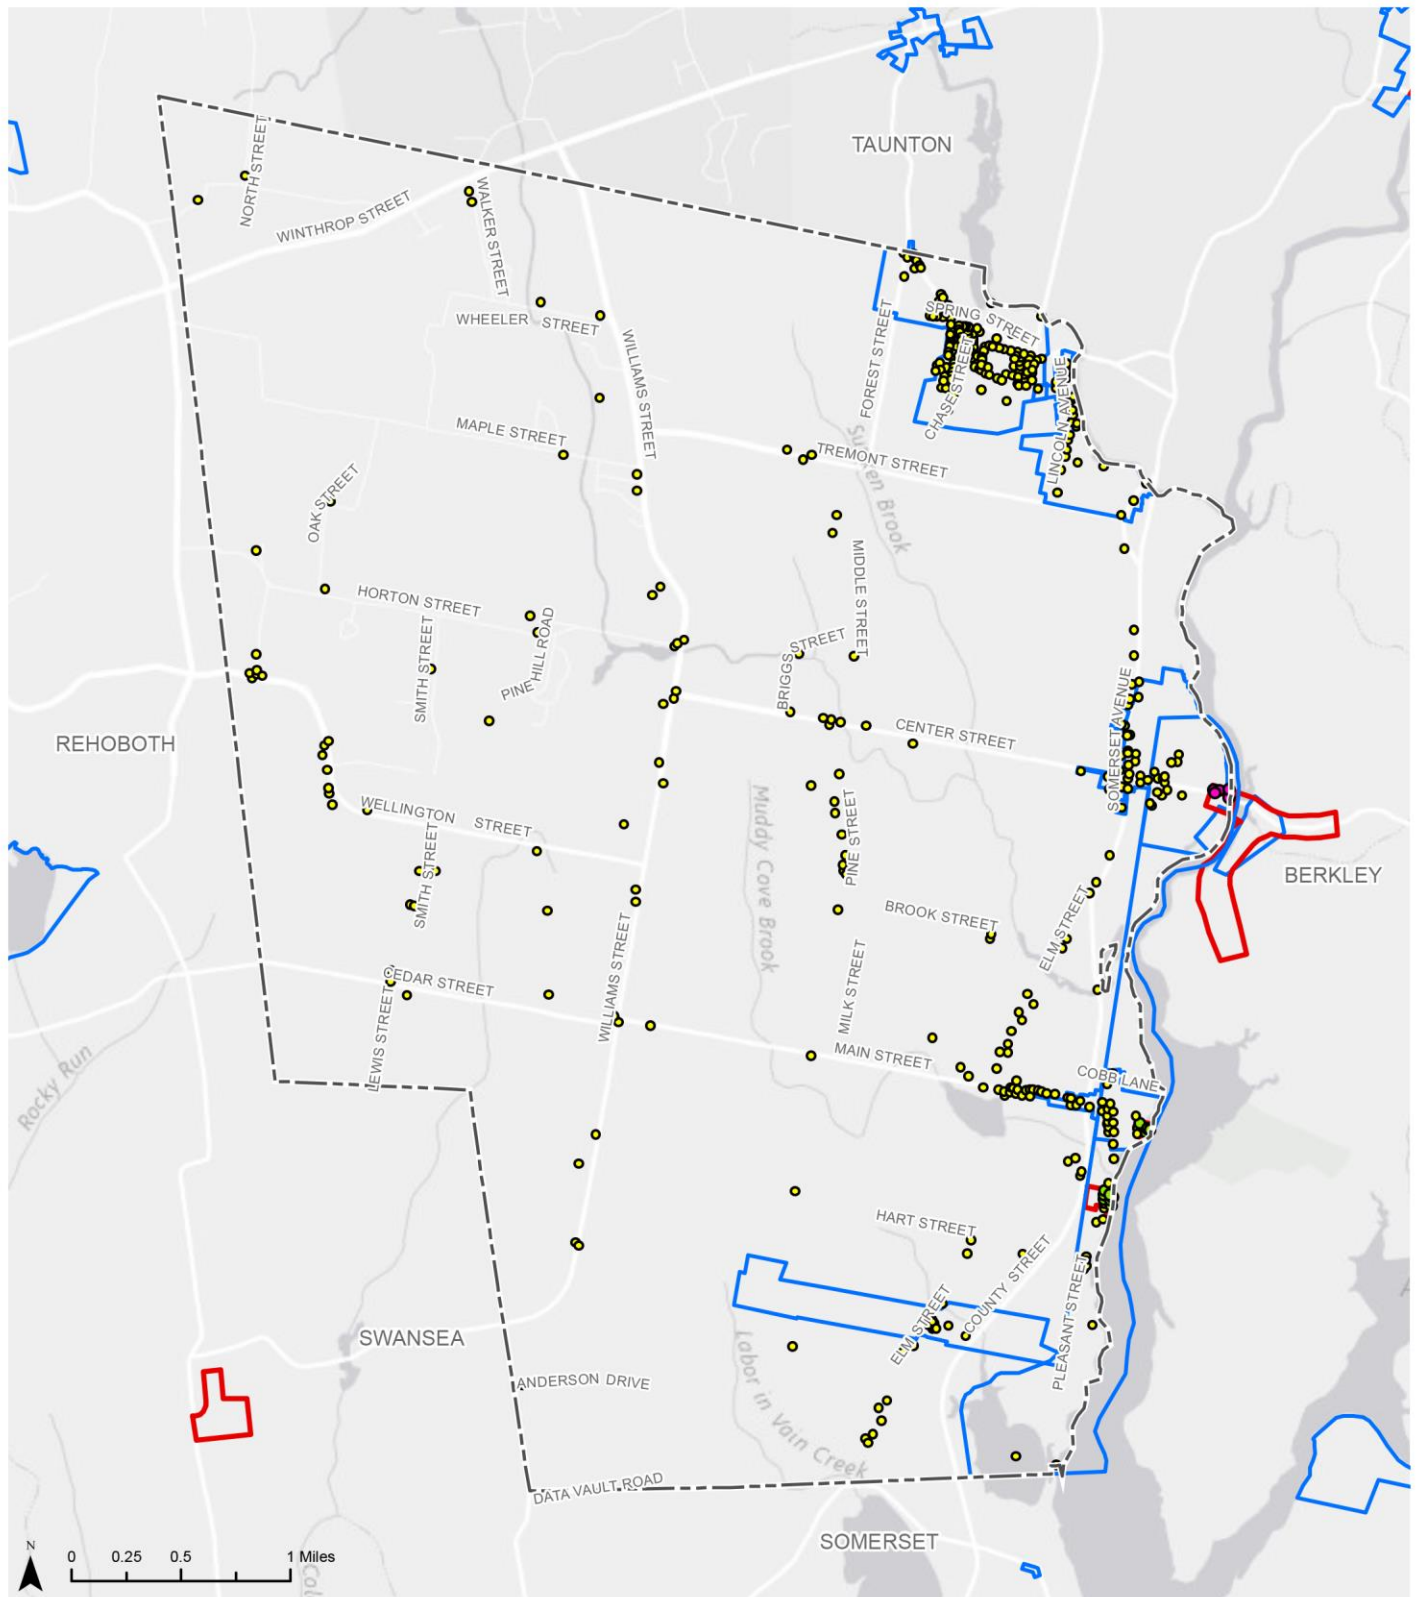 TAUNTON
NORTH STREET
WINTHROP STREET
WALKER STREET
WHEELER STREET
WILLIAMS STREET
FOREST STREET
SPRING STREET
CHASE STREET
LINCOLN AVENUE
MAPLE STREET
TREMONT STREET
Sunken Brook
OAK STREET
HORTON STREET
SMITH STREET
PINE HILL ROAD
MIDDLE STREET
BRIGGS STREET
CENTER STREET
SOMERSET AVENUE
REHOBOTH
WELLINGTON STREET
SMITH STREET
Muddy Cove Brook
PINE STREET
BERKLEY
BROOK STREET
ELM STREET
CEDAR STREET
LEWIS STREET
WILLIAMS STREET
MILK STREET
MAIN STREET
COBB LANE
Rocky Run
HART STREET
COUNTY STREET
ELM STREET
PLEASANT STREET
SWANSEA
Labor in Vain Creek
ANDERSON DRIVE
DATA VAULT ROAD
SOMERSET
N
0 0.25 0.5 1 Miles